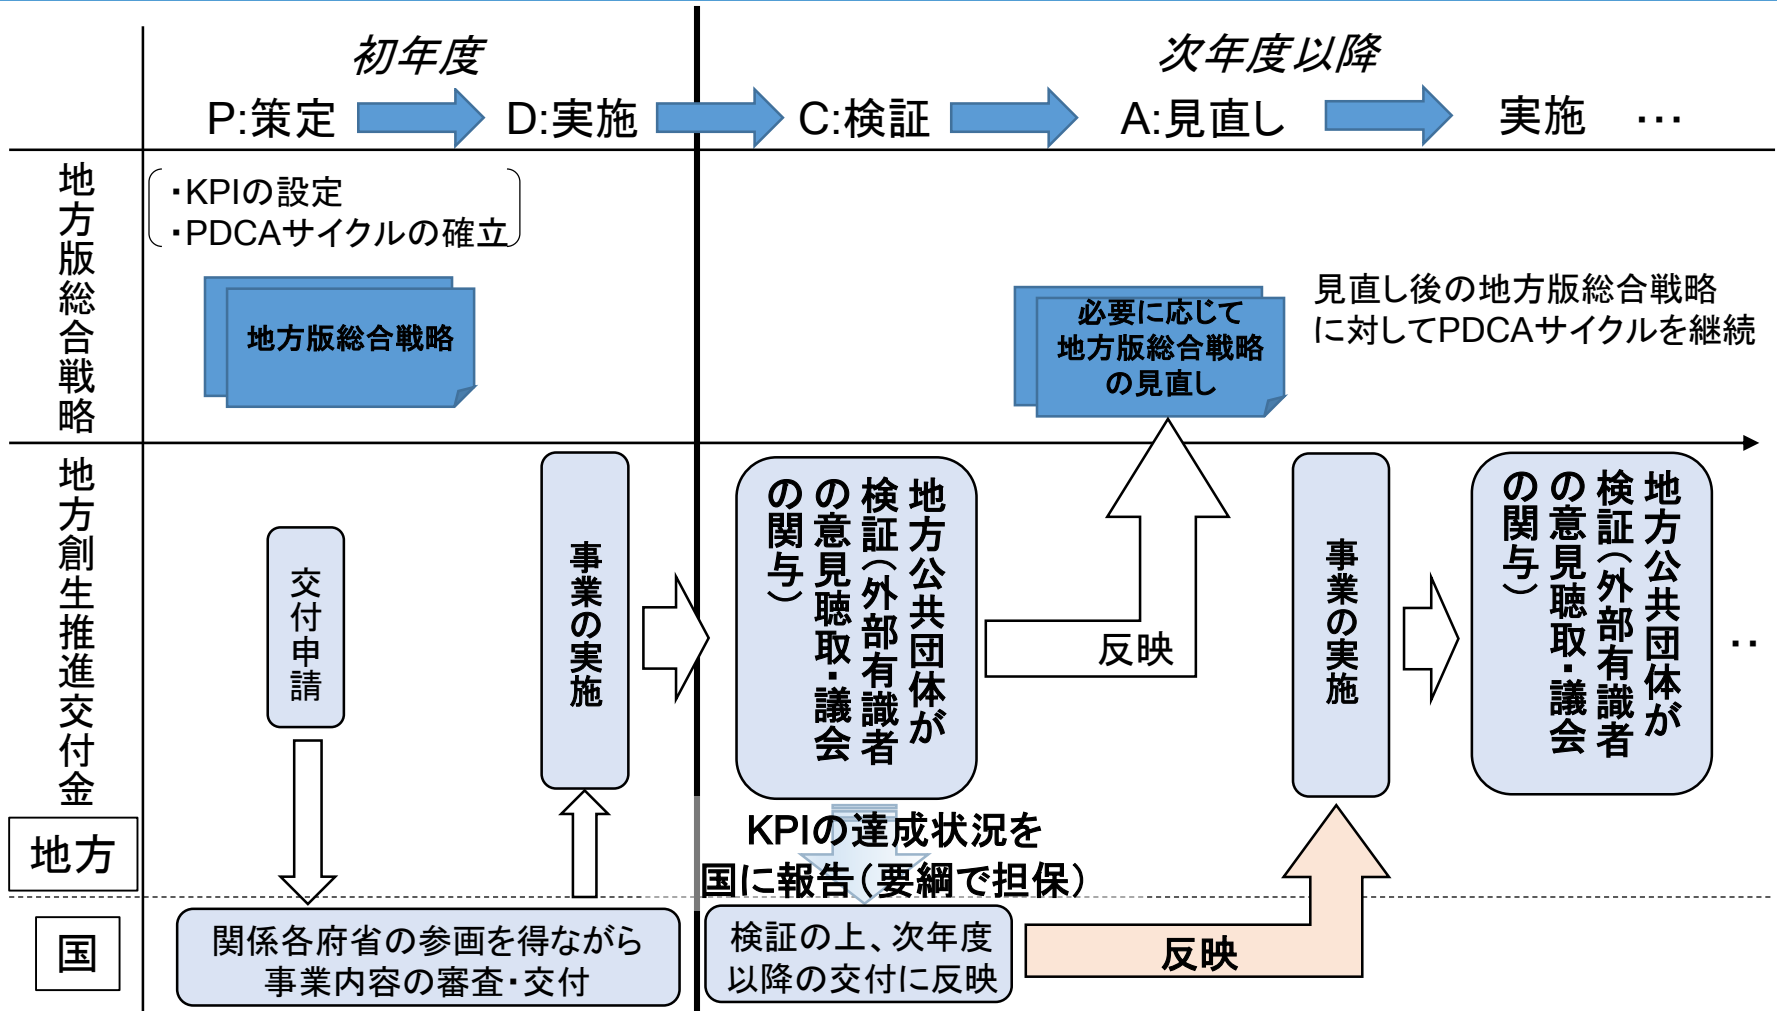 初年度
次年度以降
P:策定
D:実施
C:検証
A:見直し
実施
…
地方版総合戦略
・KPIの設定
・PDCAサイクルの確立
地方版総合戦略
必要に応じて
地方版総合戦略
の見直し
見直し後の地方版総合戦略
に対してPDCAサイクルを継続
地方創生推進交付金
交付申請
事業の実施
地方公共団体が
検証（外部有識者
の意見聴取・議会
の関与）
反映
事業の実施
地方公共団体が
検証（外部有識者
の意見聴取・議会
の関与）
‥
地方
KPIの達成状況を
国に報告（要綱で担保）
国
関係各府省の参画を得ながら
事業内容の審査・交付
検証の上、次年度
以降の交付に反映
反映